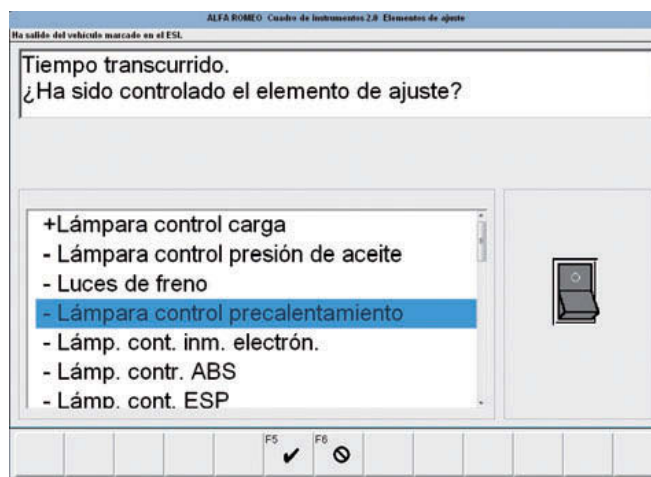 ALFA ROMEO Cuadro de instrumentos 2.0 Elementos de ajuste
Ha salido del vehículo marcado en el ESI.
Tiempo transcurrido.
¿Ha sido controlado el elemento de ajuste?
+Lámpara control carga
- Lámpara control presión de aceite
- Luces de freno
- Lámpara control precalentamiento
- Lámp. cont. inm. electrón.
- Lámp. contr. ABS
- Lámp. cont. ESP
F5 F6